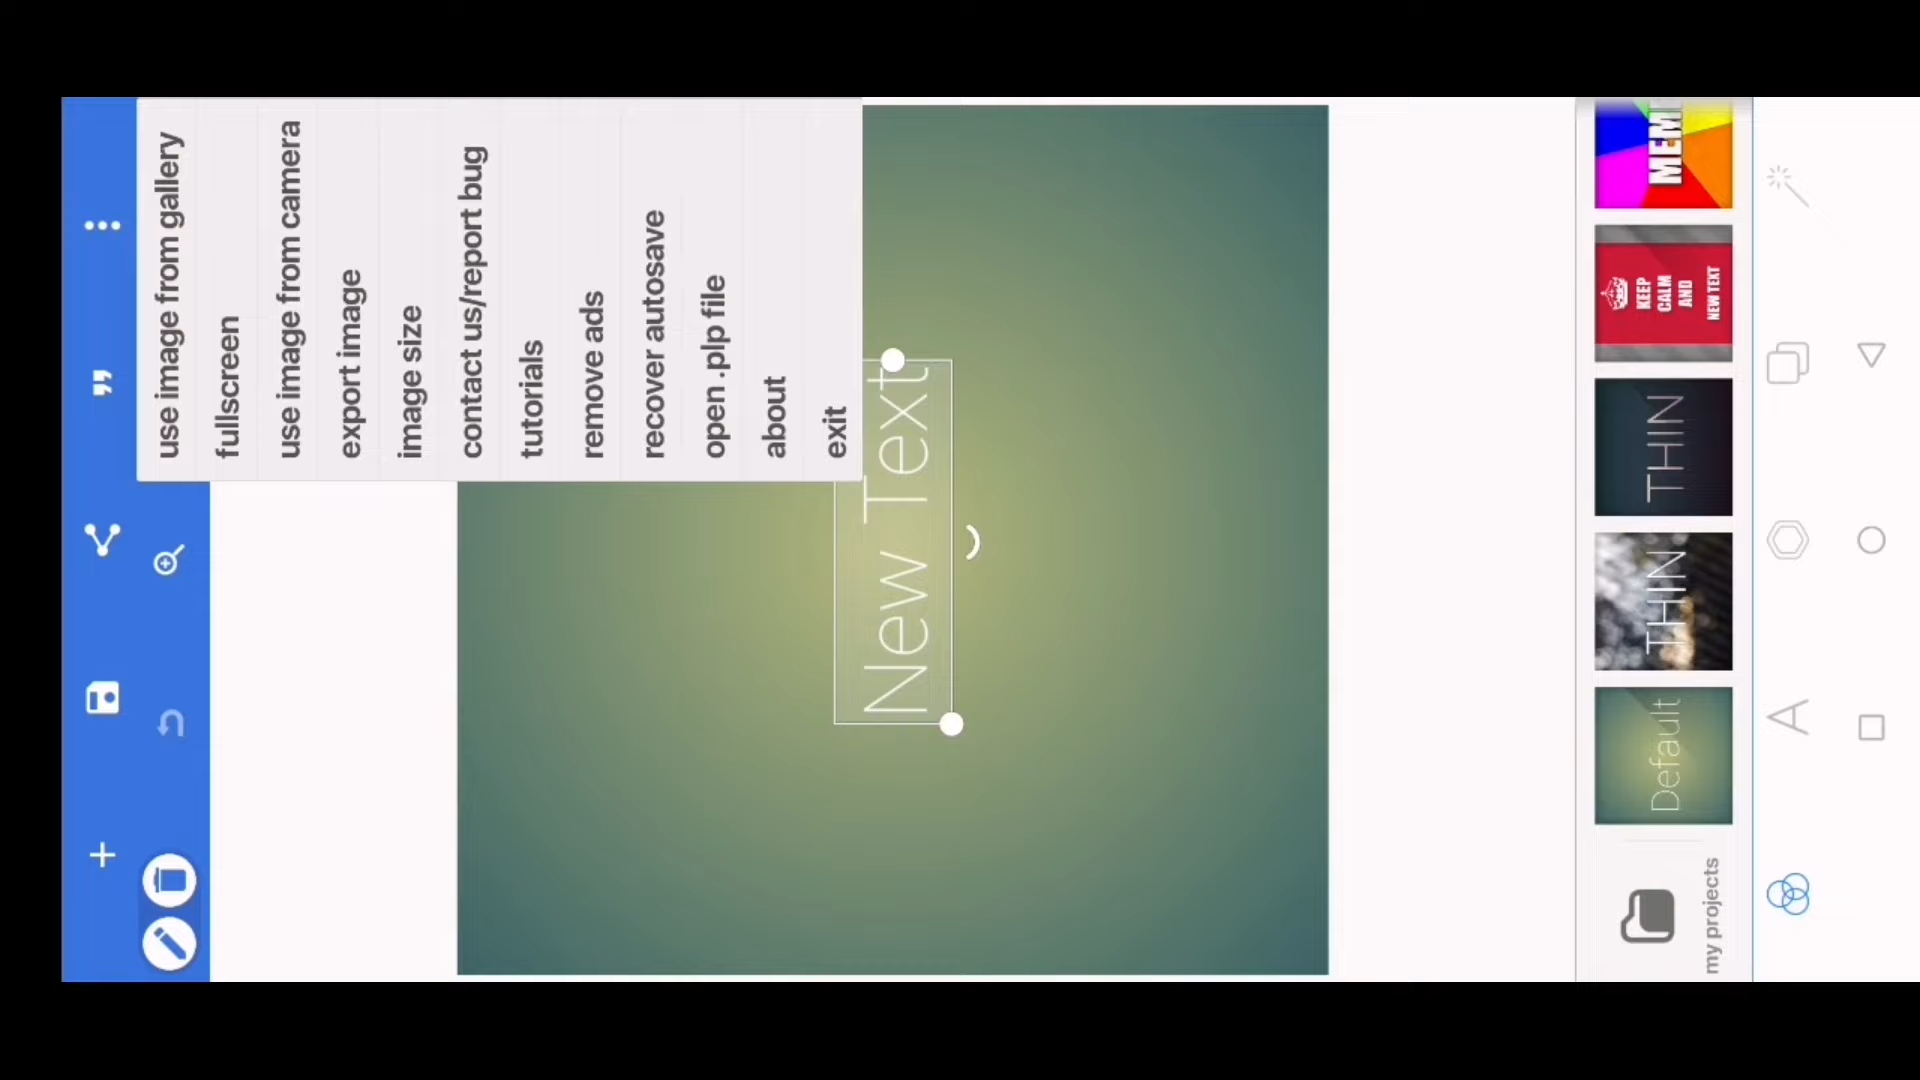 use image from gallery
fullscreen
use image from camera
export image
image size
contact us/report bug
tutorials
remove ads
recover autosave
open .plp file
about
exit
New Text
my projects
Default
THIN
THIN
KEEP
CALM
AND
NEW TEXT